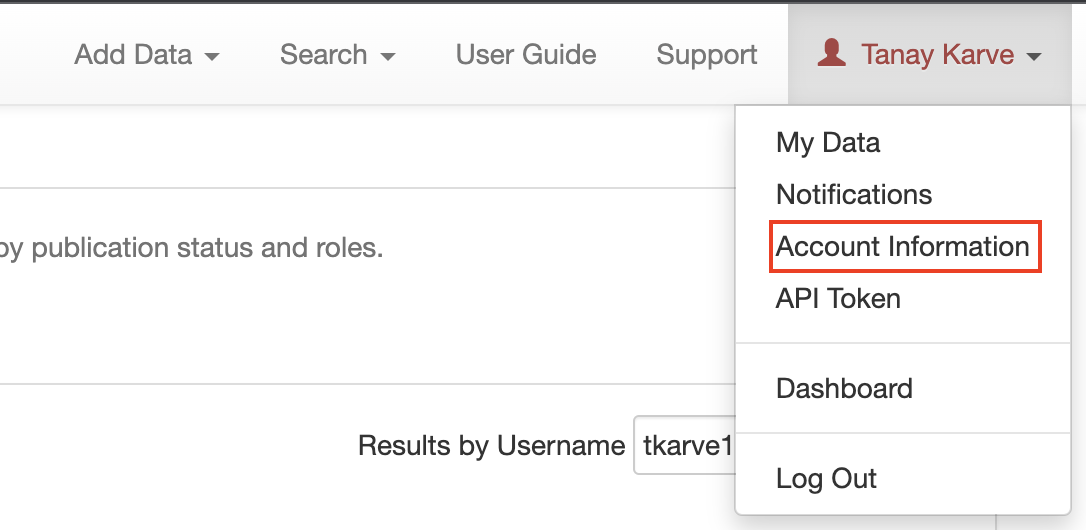 Add Data Search User Guide Support Tanay Karve
My Data
Notifications
by publication status and roles.
Account Information
API Token
Dashboard
Results by Username tkarve1
Log Out